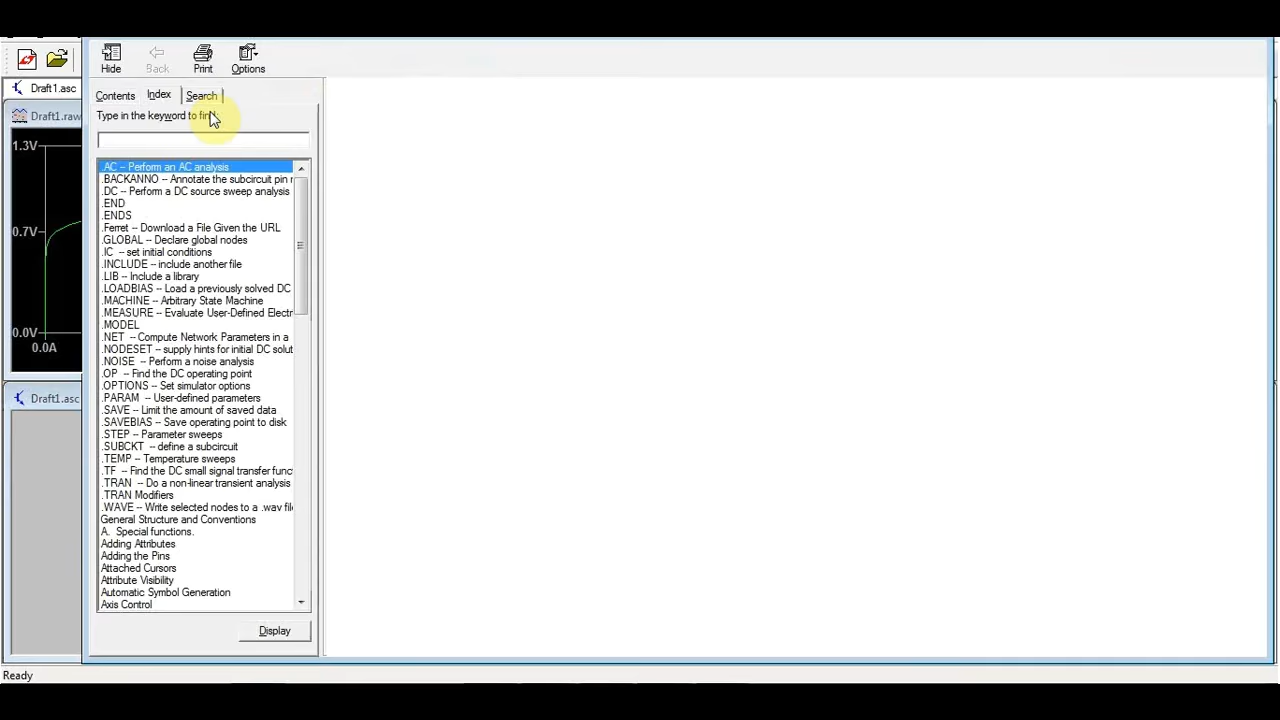 Hide
Back
Print
Options
Draft1.asc
Contents
Index
Search
Type in the keyword to find:
Draft1.raw
1.3V
.AC -- Perform an AC analysis
.BACKANNO -- Annotate the subcircuit pin
.DC -- Perform a DC source sweep analysis
.END
.ENDS
0.7V
.Ferret -- Download a File Given the URL
.GLOBAL -- Declare global nodes
.IC -- set initial conditions
.INCLUDE -- include another file
.LIB -- Include a library
.LOADBIAS -- Load a previously solved DC
.MACHINE -- Arbitrary State Machine
.MEASURE -- Evaluate User-Defined Electr
.MODEL
0.0V
.NET -- Compute Network Parameters in a
0.0A
.NODESET -- supply hints for initial DC solut
.NOISE -- Perform a noise analysis
.OP -- Find the DC operating point
.OPTIONS -- Set simulator options
.PARAM -- User-defined parameters
Draft1.asc
.SAVE -- Limit the amount of saved data
.SAVEBIAS -- Save operating point to disk
.STEP -- Parameter sweeps
.SUBCKT -- define a subcircuit
.TEMP -- Temperature sweeps
.TF -- Find the DC small signal transfer func
.TRAN -- Do a non-linear transient analysis
.TRAN Modifiers
.WAVE -- Write selected nodes to a .wav file
General Structure and Conventions
A. Special functions.
Adding Attributes
Adding the Pins
Attached Cursors
Attribute Visibility
Automatic Symbol Generation
Axis Control
Display
Ready